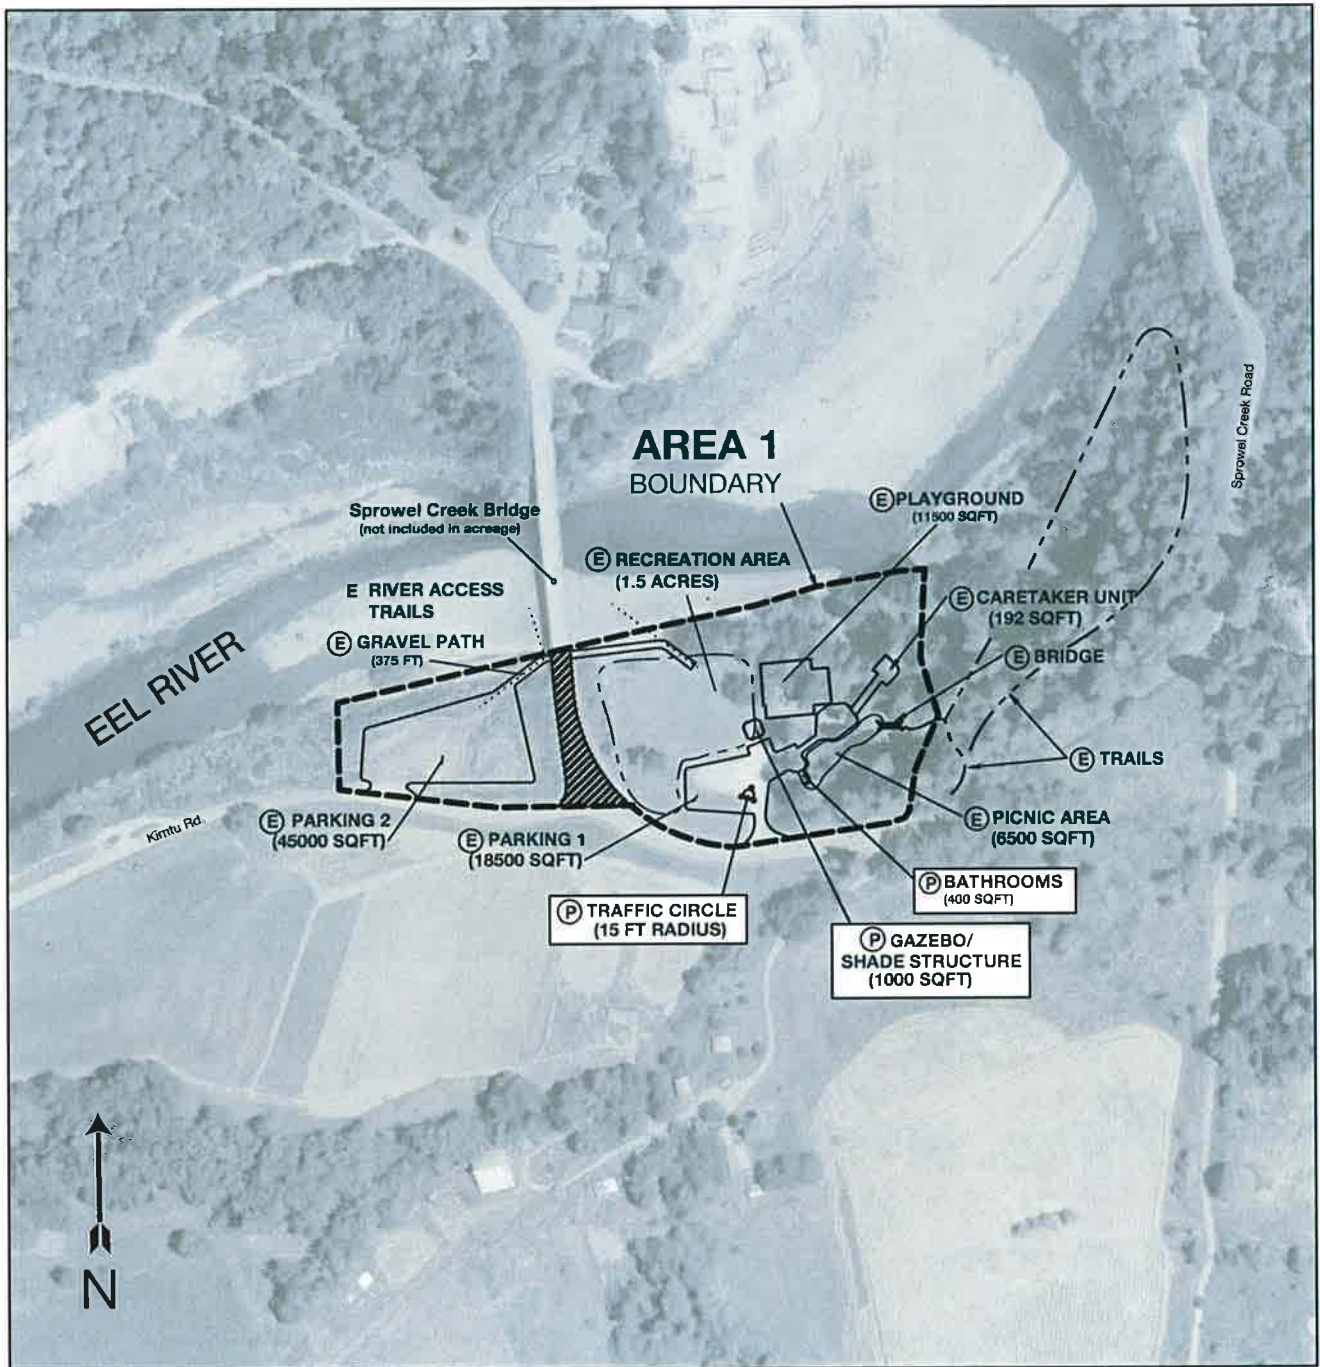 AREA 1
BOUNDARY
Ⓔ PLAYGROUND
(11500 SQFT)
Sprowel Creek Road
Sprowel Creek Bridge
(not included in acreage)
Ⓔ RECREATION AREA
(1.5 ACRES)
E RIVER ACCESS
TRAILS
Ⓔ CARETAKER UNIT
(192 SQFT)
Ⓔ GRAVEL PATH
(375 FT)
Ⓔ BRIDGE
EEL RIVER
Ⓔ TRAILS
Kimtu Rd
Ⓔ PARKING 2
(45000 SQFT)
Ⓔ PARKING 1
(18500 SQFT)
Ⓔ PICNIC AREA
(6500 SQFT)
Ⓟ BATHROOMS
(400 SQFT)
Ⓟ TRAFFIC CIRCLE
(15 FT RADIUS)
Ⓟ GAZEBO/
SHADE STRUCTURE
(1000 SQFT)
N